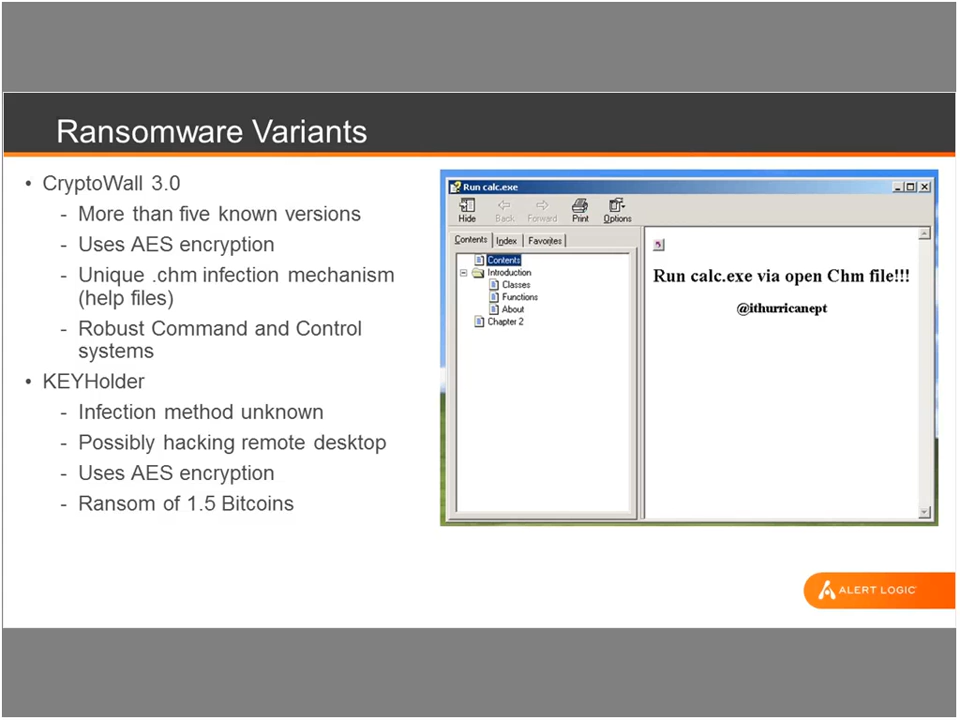 Ransomware Variants
• CryptoWall 3.0
- More than five known versions
- Uses AES encryption
- Unique .chm infection mechanism
(help files)
- Robust Command and Control
systems
• KEYHolder
- Infection method unknown
- Possibly hacking remote desktop
- Uses AES encryption
- Ransom of 1.5 Bitcoins
Run calc.exe
Hide Back Forward Print Options
Contents Index Favorites
Contents
Introduction
Classes
Functions
About
Chapter 2
Run calc.exe via open Chm file!!!
@ithurricanept
ALERT LOGIC